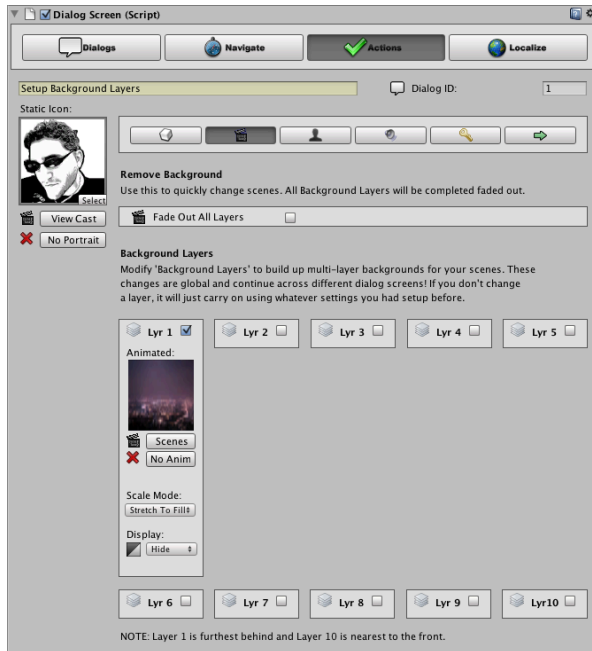 Dialog Screen (Script)
Dialogs Navigate Actions Localize
Setup Background Layers Dialog ID: 1
Static Icon:
Select
View Cast
No Portrait
Remove Background
Use this to quickly change scenes. All Background Layers will be completed faded out.
Fade Out All Layers
Background Layers
Modify 'Background Layers' to build up multi-layer backgrounds for your scenes. These
changes are global and continue across different dialog screens! If you don't change
a layer, it will just carry on using whatever settings you had setup before.
Lyr 1 Lyr 2 Lyr 3 Lyr 4 Lyr 5
Animated:
Scenes
No Anim
Scale Mode:
Stretch To Fill
Display:
Hide
Lyr 6 Lyr 7 Lyr 8 Lyr 9 Lyr10
NOTE: Layer 1 is furthest behind and Layer 10 is nearest to the front.